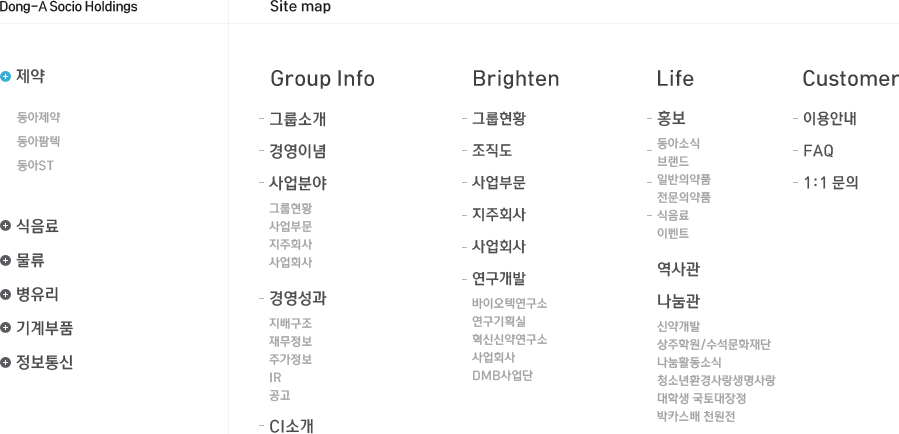 Dong-A Socio Holdings
Site map
제약
동아제약
동아팜텍
동아ST
식음료
물류
병유리
기계부품
정보통신
Group Info
그룹소개
경영이념
사업분야
그룹현황
사업부문
지주회사
사업회사
경영성과
지배구조
재무정보
주가정보
IR
공고
CI소개
Brighten
그룹현황
조직도
사업부문
지주회사
사업회사
연구개발
바이오텍연구소
연구기획실
혁신신약연구소
사업회사
DMB사업단
Life
홍보
동아소식
브랜드
일반의약품
전문의약품
식음료
이벤트
역사관
나눔관
신약개발
상주학원/수석문화재단
나눔활동소식
청소년환경사랑생명사랑
대학생 국토대장정
박카스배 천원전
Customer
이용안내
FAQ
1:1 문의